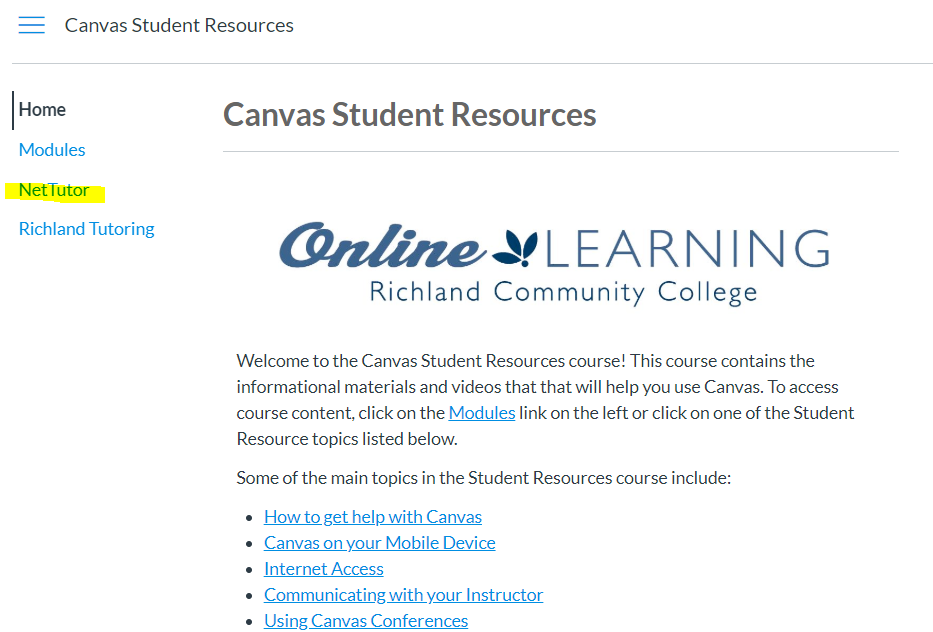 Canvas Student Resources
Home
Modules
NetTutor
Richland Tutoring
Canvas Student Resources
Online LEARNING
Richland Community College
Welcome to the Canvas Student Resources course! This course contains the
informational materials and videos that that will help you use Canvas. To access
course content, click on the Modules link on the left or click on one of the Student
Resource topics listed below.
Some of the main topics in the Student Resources course include:
• How to get help with Canvas
• Canvas on your Mobile Device
• Internet Access
• Communicating with your Instructor
• Using Canvas Conferences